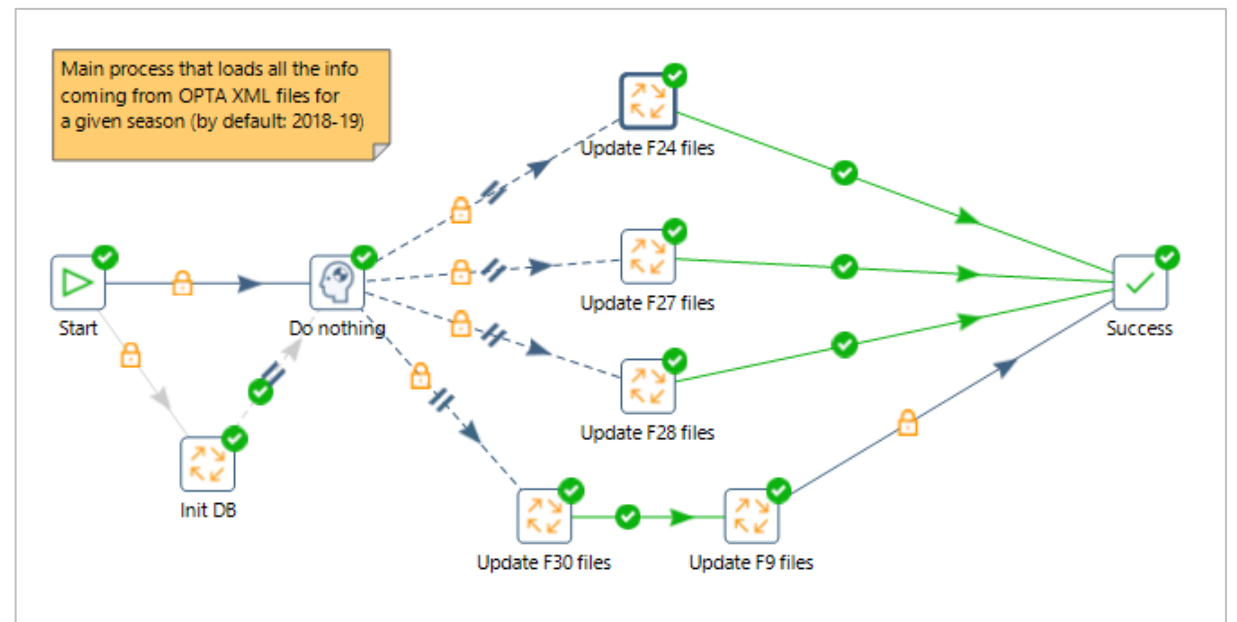 Main process that loads all the info
coming from OPTA XML files for
a given season (by default: 2018-19)
Update F24 files
Update F27 files
Start
Do nothing
Success
Update F28 files
Init DB
Update F30 files
Update F9 files